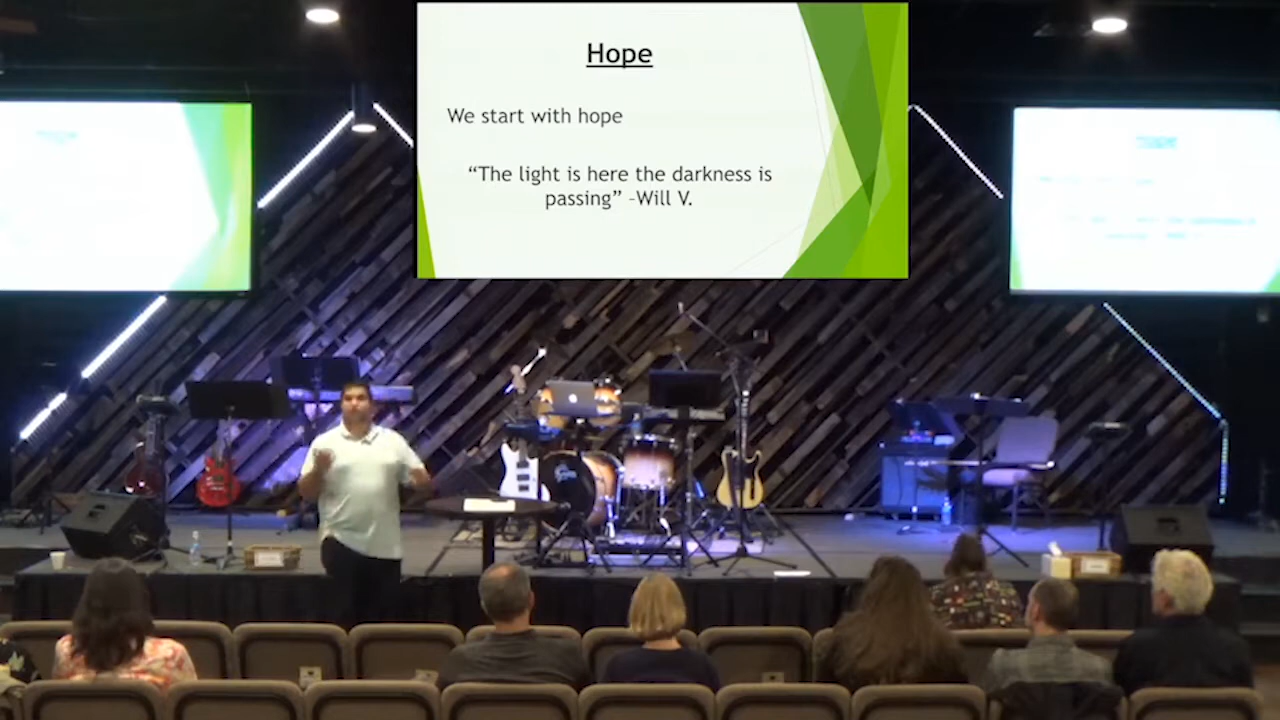 Hope
We start with hope
“The light is here the darkness is
passing” –Will V.